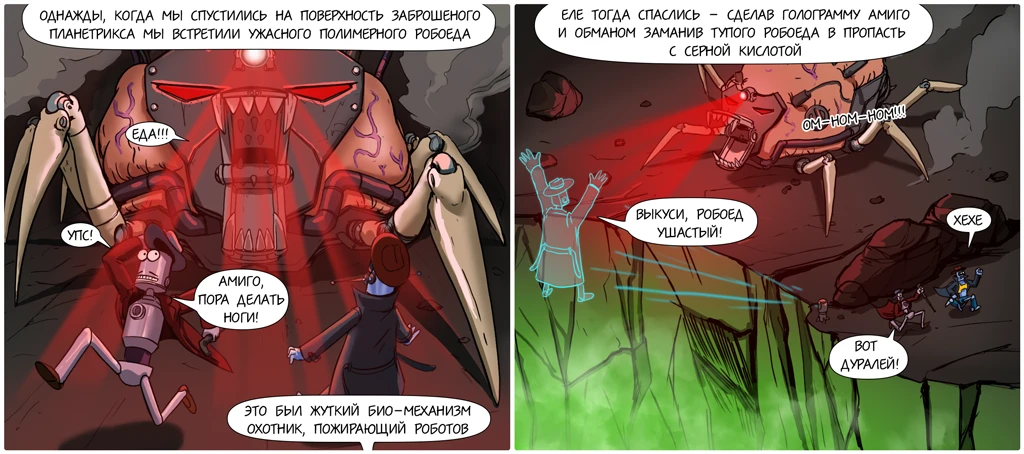 ОДНАЖДЫ, КОГДА МЫ СПУСТИЛИСЬ НА ПОВЕРХНОСТЬ ЗАБРОШЕНОГО
ПЛАНЕТРИКСА МЫ ВСТРЕТИЛИ УЖАСНОГО ПОЛИМЕРНОГО РОБОЕДА
ЕДА!!!
УПС!
АМИГО,
ПОРА ДЕЛАТЬ
НОГИ!
ЭТО БЫЛ ЖУТКИЙ БИО-МЕХАНИЗМ
ОХОТНИК, ПОЖИРАЮЩИЙ РОБОТОВ
ЕЛЕ ТОГДА СПАСЛИСЬ - СДЕЛАВ ГОЛОГРАММУ АМИГО
И ОБМАНОМ ЗАМАНИВ ТУПОГО РОБОЕДА В ПРОПАСТЬ
С СЕРНОЙ КИСЛОТОЙ
ОМ-НОМ-НОМ!!!
ВЫКУСИ, РОБОЕД
УШАСТЫЙ!
ХЕХЕ
ВОТ
ДУРАЛЕЙ!